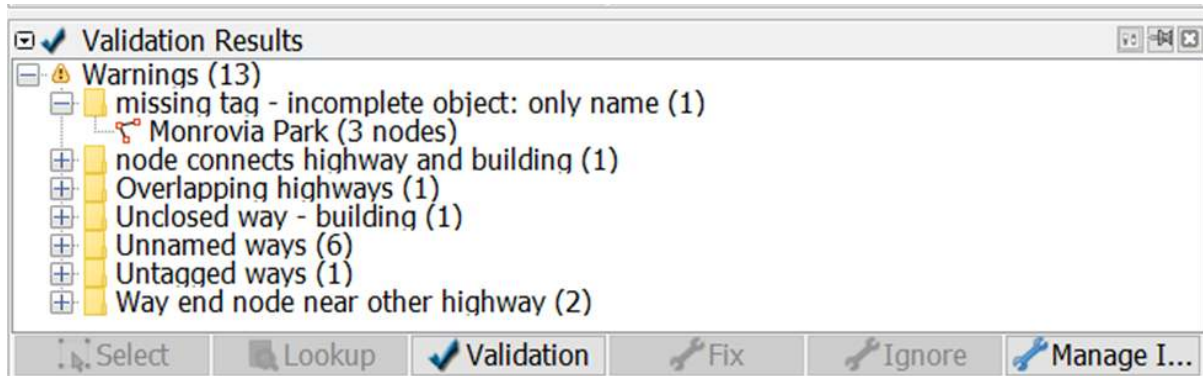 Validation Results
Warnings (13)
missing tag - incomplete object: only name (1)
Monrovia Park (3 nodes)
node connects highway and building (1)
Overlapping highways (1)
Unclosed way - building (1)
Unnamed ways (6)
Untagged ways (1)
Way end node near other highway (2)
Select Lookup Validation Fix Ignore Manage I...